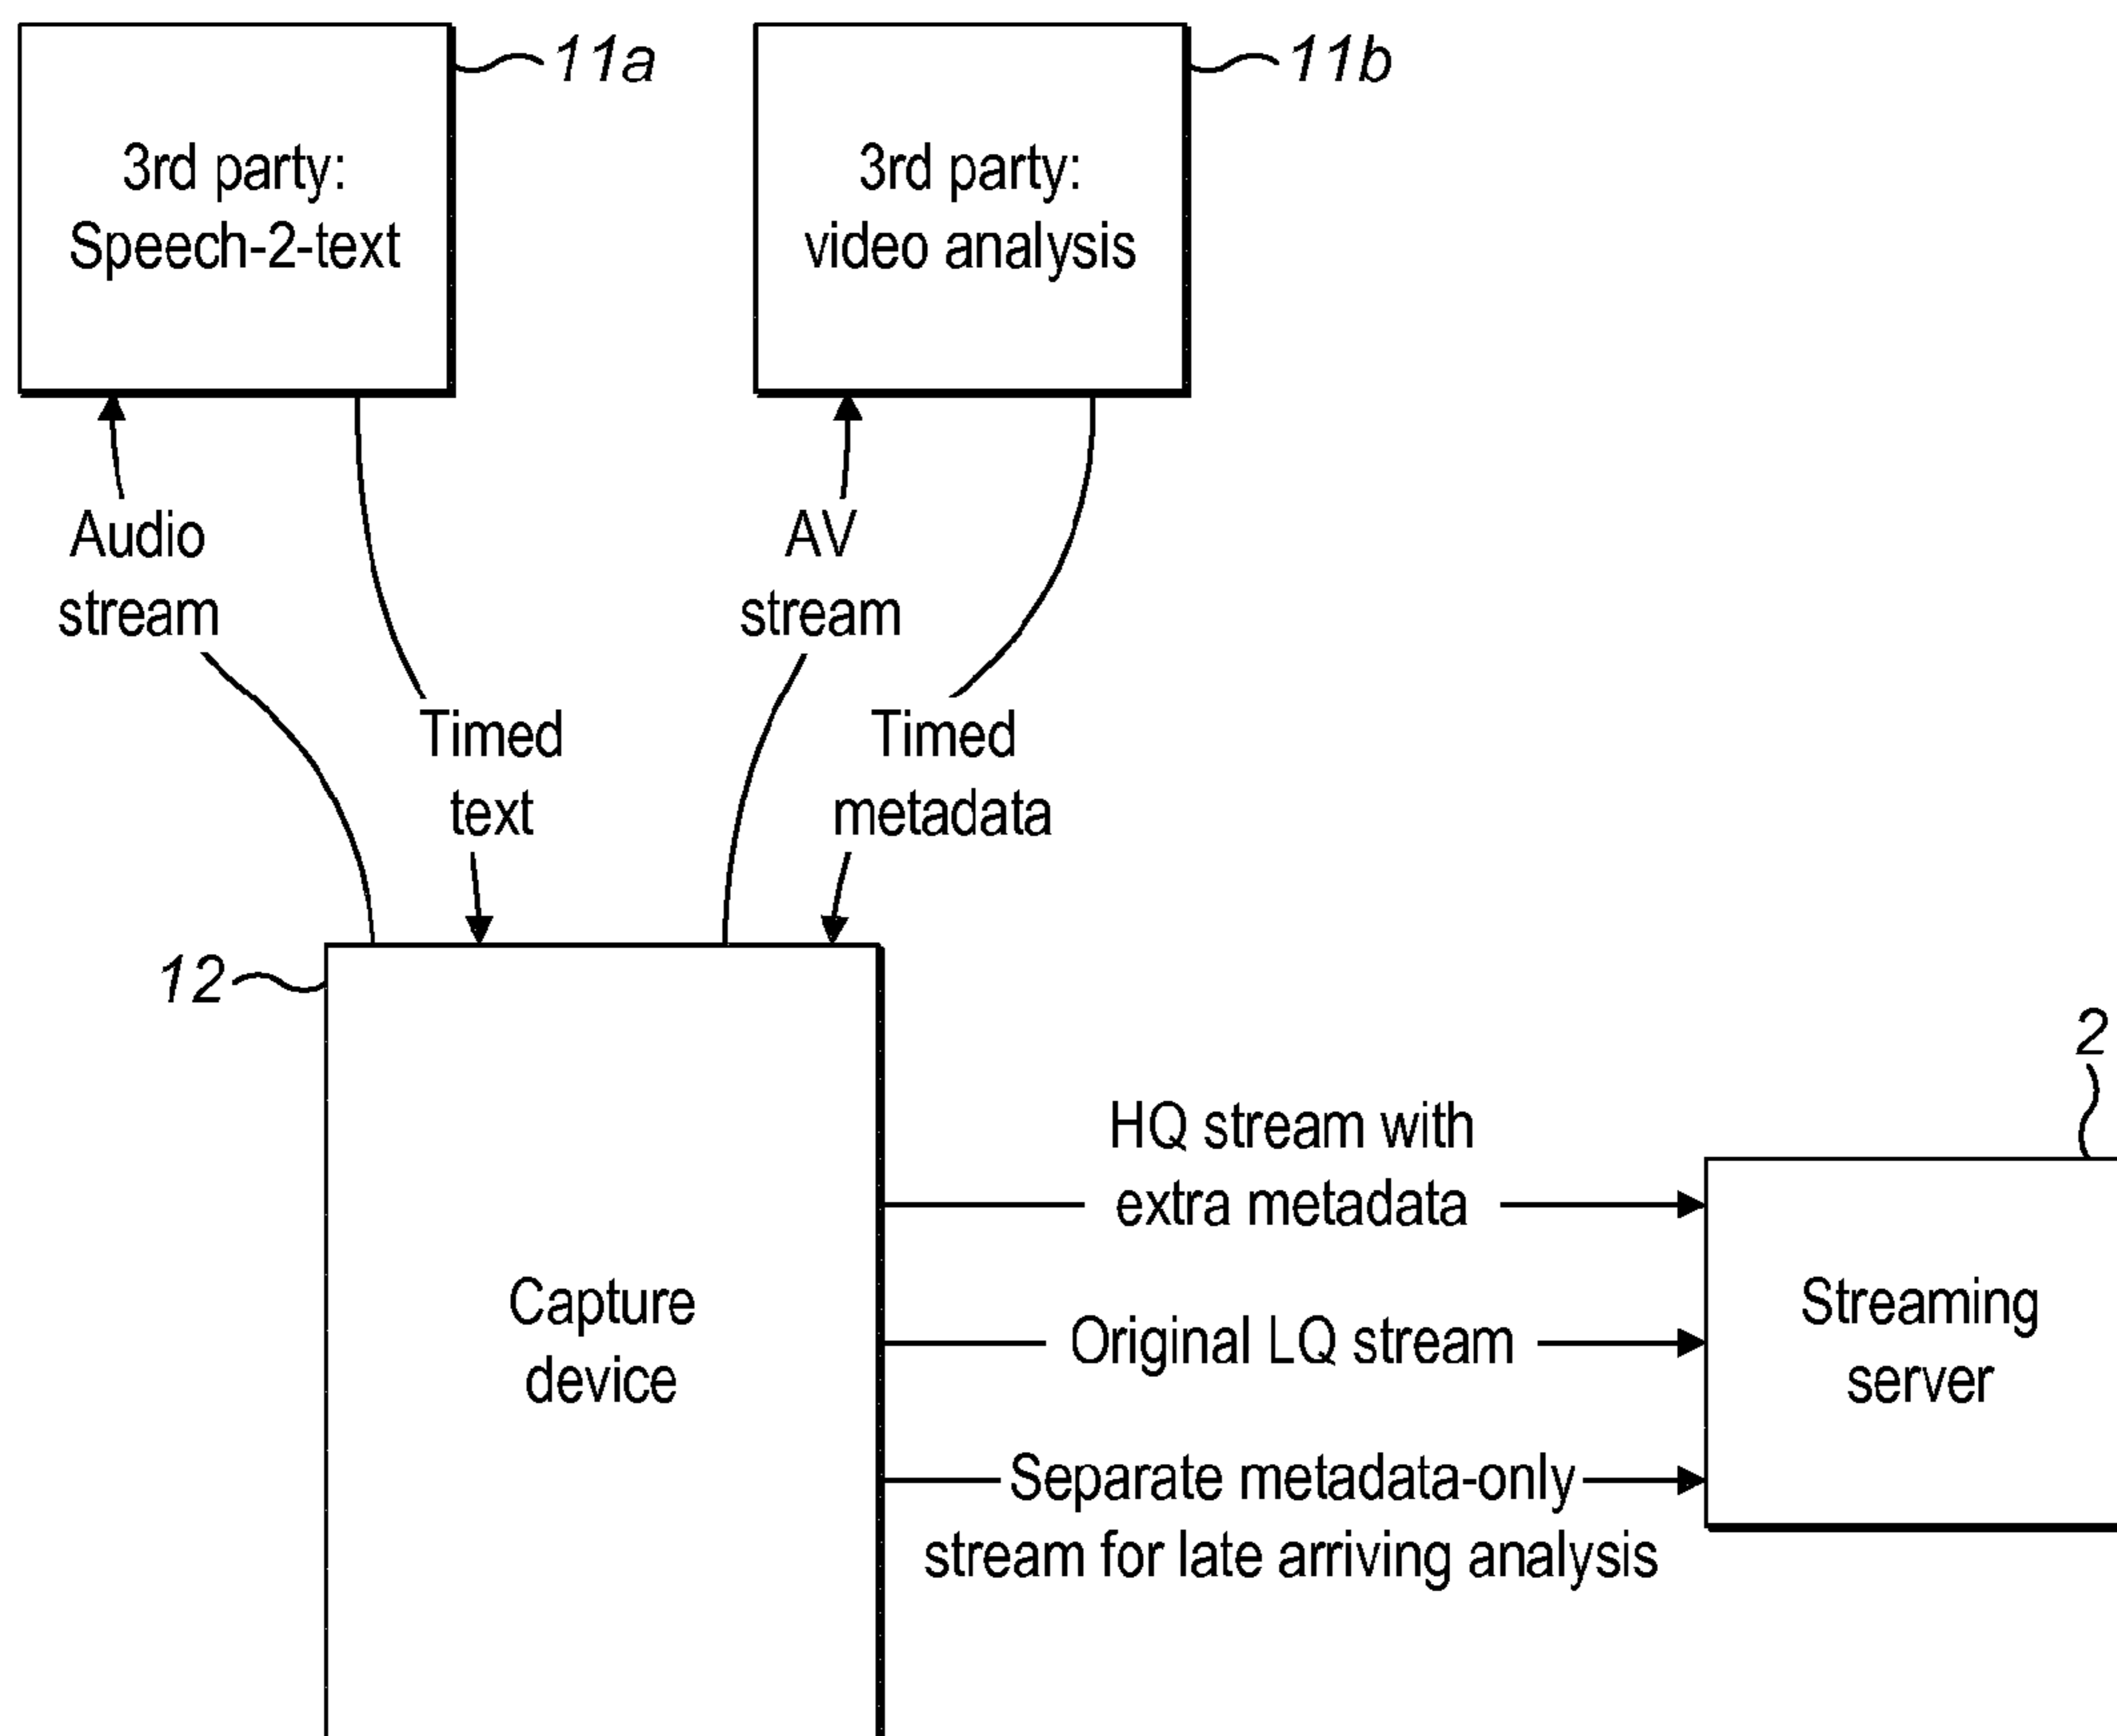 11a
11b
3rd party:
Speech-2-text
3rd party:
video analysis
Audio
stream
AV
stream
Timed
text
Timed
metadata
12
2
HQ stream with
extra metadata
Capture
device
Original LQ stream
Streaming
server
Separate metadata-only
stream for late arriving analysis